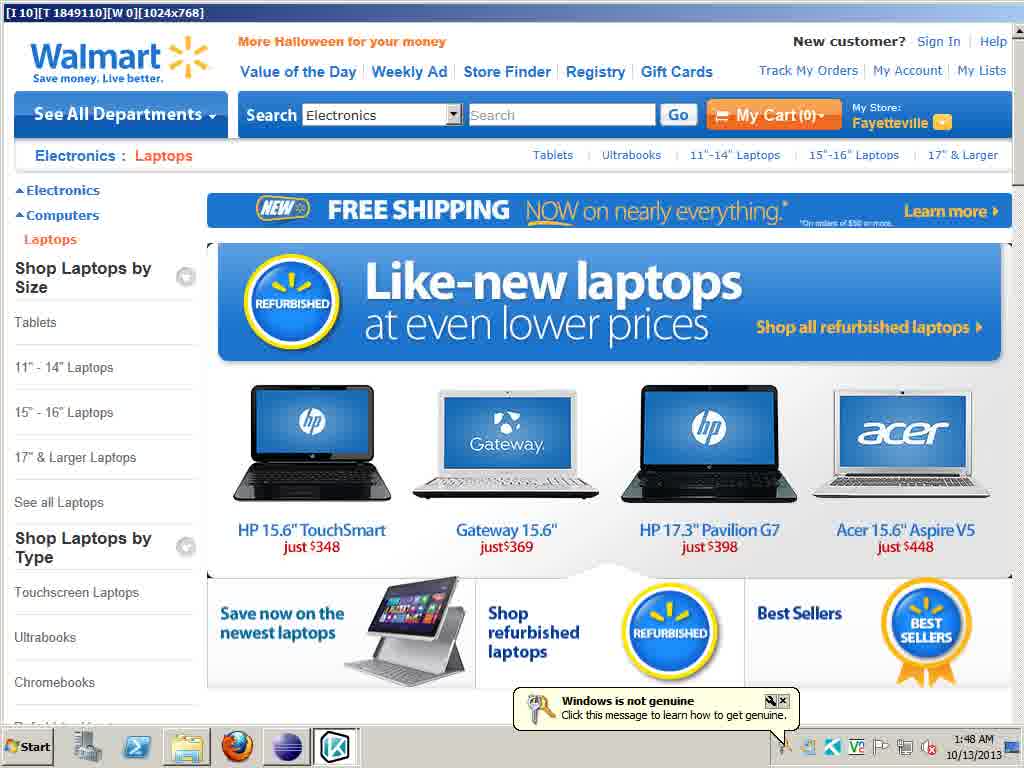 [I 10][T 1849110][W 0][1024x768]
Walmart
Save money. Live better.
More Halloween for your money
New customer? Sign In Help
Value of the Day Weekly Ad Store Finder Registry Gift Cards
Track My Orders My Account My Lists
See All Departments
Search Electronics Search Go
My Cart (0)
My Store:
Fayetteville
Electronics : Laptops
Tablets Ultrabooks 11"-14" Laptops 15"-16" Laptops 17" & Larger
Electronics
Computers
Laptops
NEW FREE SHIPPING NOW on nearly everything.* *On orders of $50 or more. Learn more
Shop Laptops by
Size
Tablets
11" - 14" Laptops
15" - 16" Laptops
17" & Larger Laptops
See all Laptops
Shop Laptops by
Type
Touchscreen Laptops
Ultrabooks
Chromebooks
REFURBISHED
Like-new laptops
at even lower prices
Shop all refurbished laptops
hp
Gateway.
hp
acer
HP 15.6" TouchSmart
just $348
Gateway 15.6"
just $369
HP 17.3" Pavilion G7
just $398
Acer 15.6" Aspire V5
just $448
Save now on the
newest laptops
Shop
refurbished
laptops
REFURBISHED
Best Sellers
BEST
SELLERS
Windows is not genuine
Click this message to learn how to get genuine.
Start
1:48 AM
10/13/2013